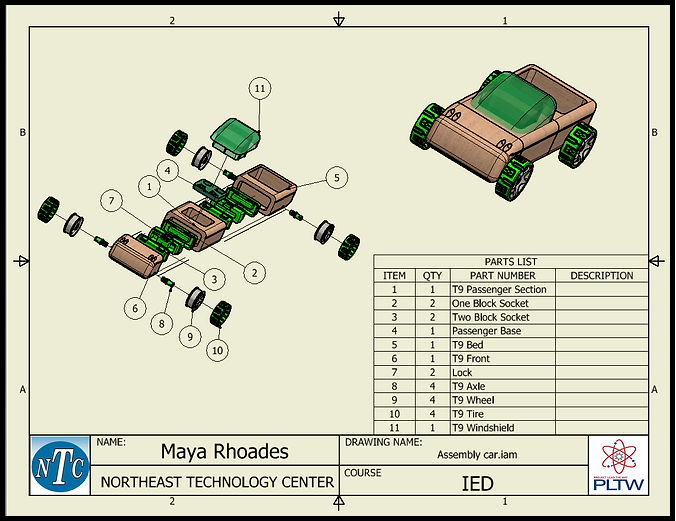 2 1
B B
11
4
5
1
7
2
3
6
8
9
10
PARTS LIST
ITEM QTY PART NUMBER DESCRIPTION
1 1 T9 Passenger Section
2 2 One Block Socket
3 2 Two Block Socket
4 1 Passenger Base
5 1 T9 Bed
6 1 T9 Front
7 2 Lock
8 4 T9 Axle
9 4 T9 Wheel
10 4 T9 Tire
11 1 T9 Windshield
A A
NTC
NAME:
Maya Rhoades
NORTHEAST TECHNOLOGY CENTER
DRAWING NAME:
Assembly car.iam
COURSE
IED
PROJECT LEAD THE WAY
PLTW
2 1